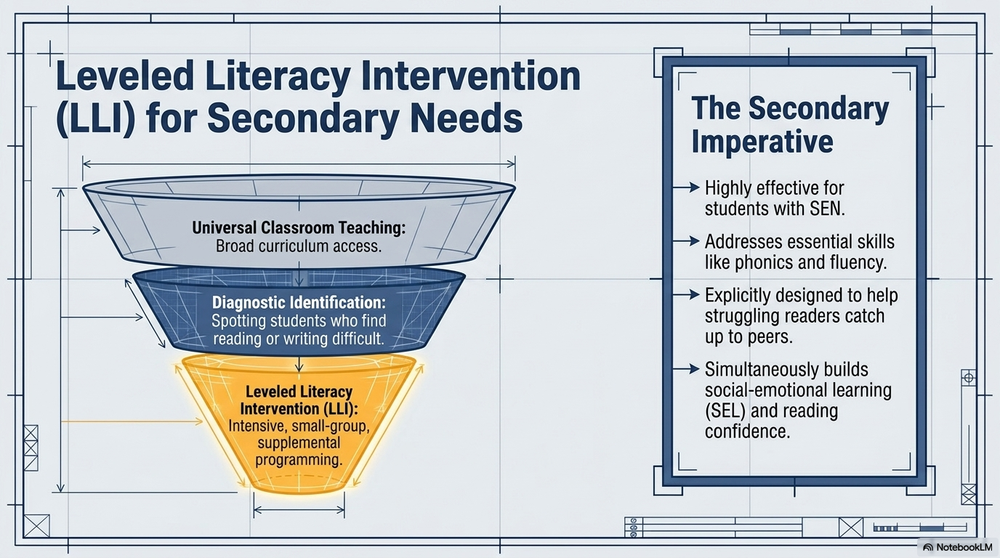 Leveled Literacy Intervention
(LLI) for Secondary Needs
Universal Classroom Teaching:
Broad curriculum access.
Diagnostic Identification:
Spotting students who find
reading or writing difficult.
Leveled Literacy
Intervention (LLI):
Intensive, small-group,
supplemental
programming.
The Secondary
Imperative
Highly effective for
students with SEN.
Addresses essential skills
like phonics and fluency.
Explicitly designed to help
struggling readers catch
up to peers.
Simultaneously builds
social-emotional learning
(SEL) and reading
confidence.
NotebookLM